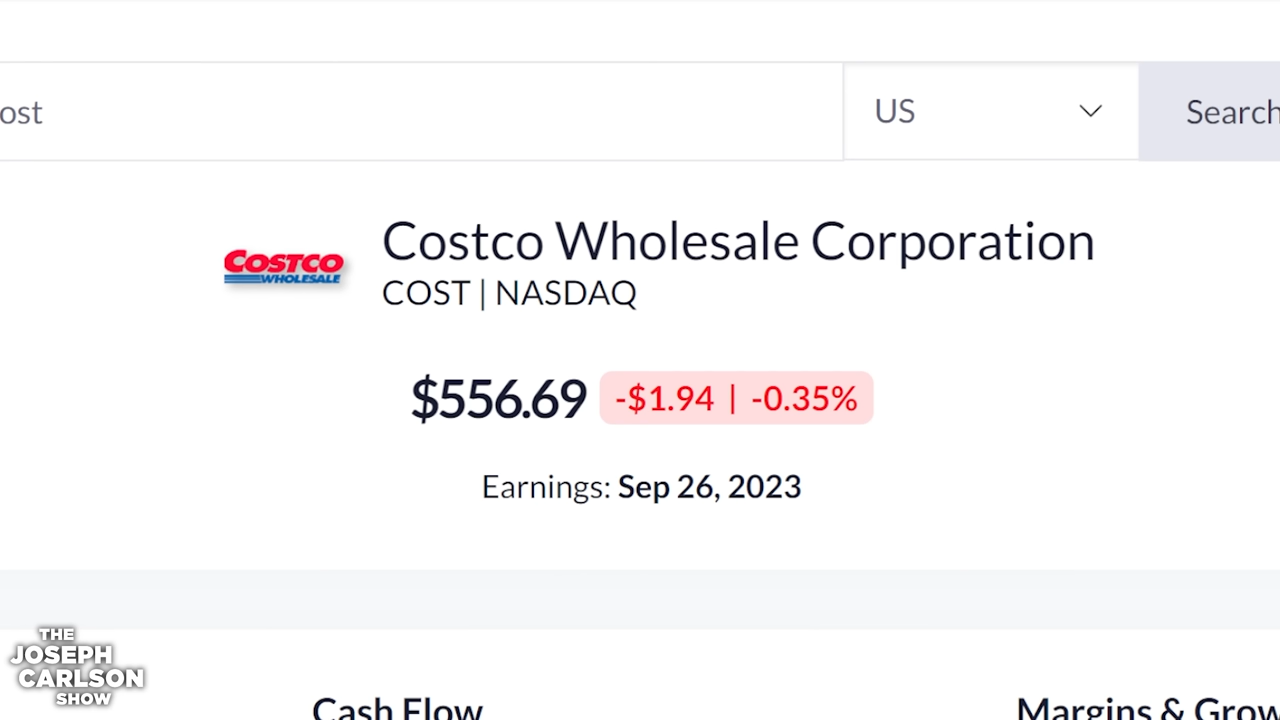 ost
US
Search
COSTCO
WHOLESALE
Costco Wholesale Corporation
COST | NASDAQ
$556.69
-$1.94 | -0.35%
Earnings: Sep 26, 2023
THE
JOSEPH
CARLSON
SHOW
Cash Flow
Margins & Grow